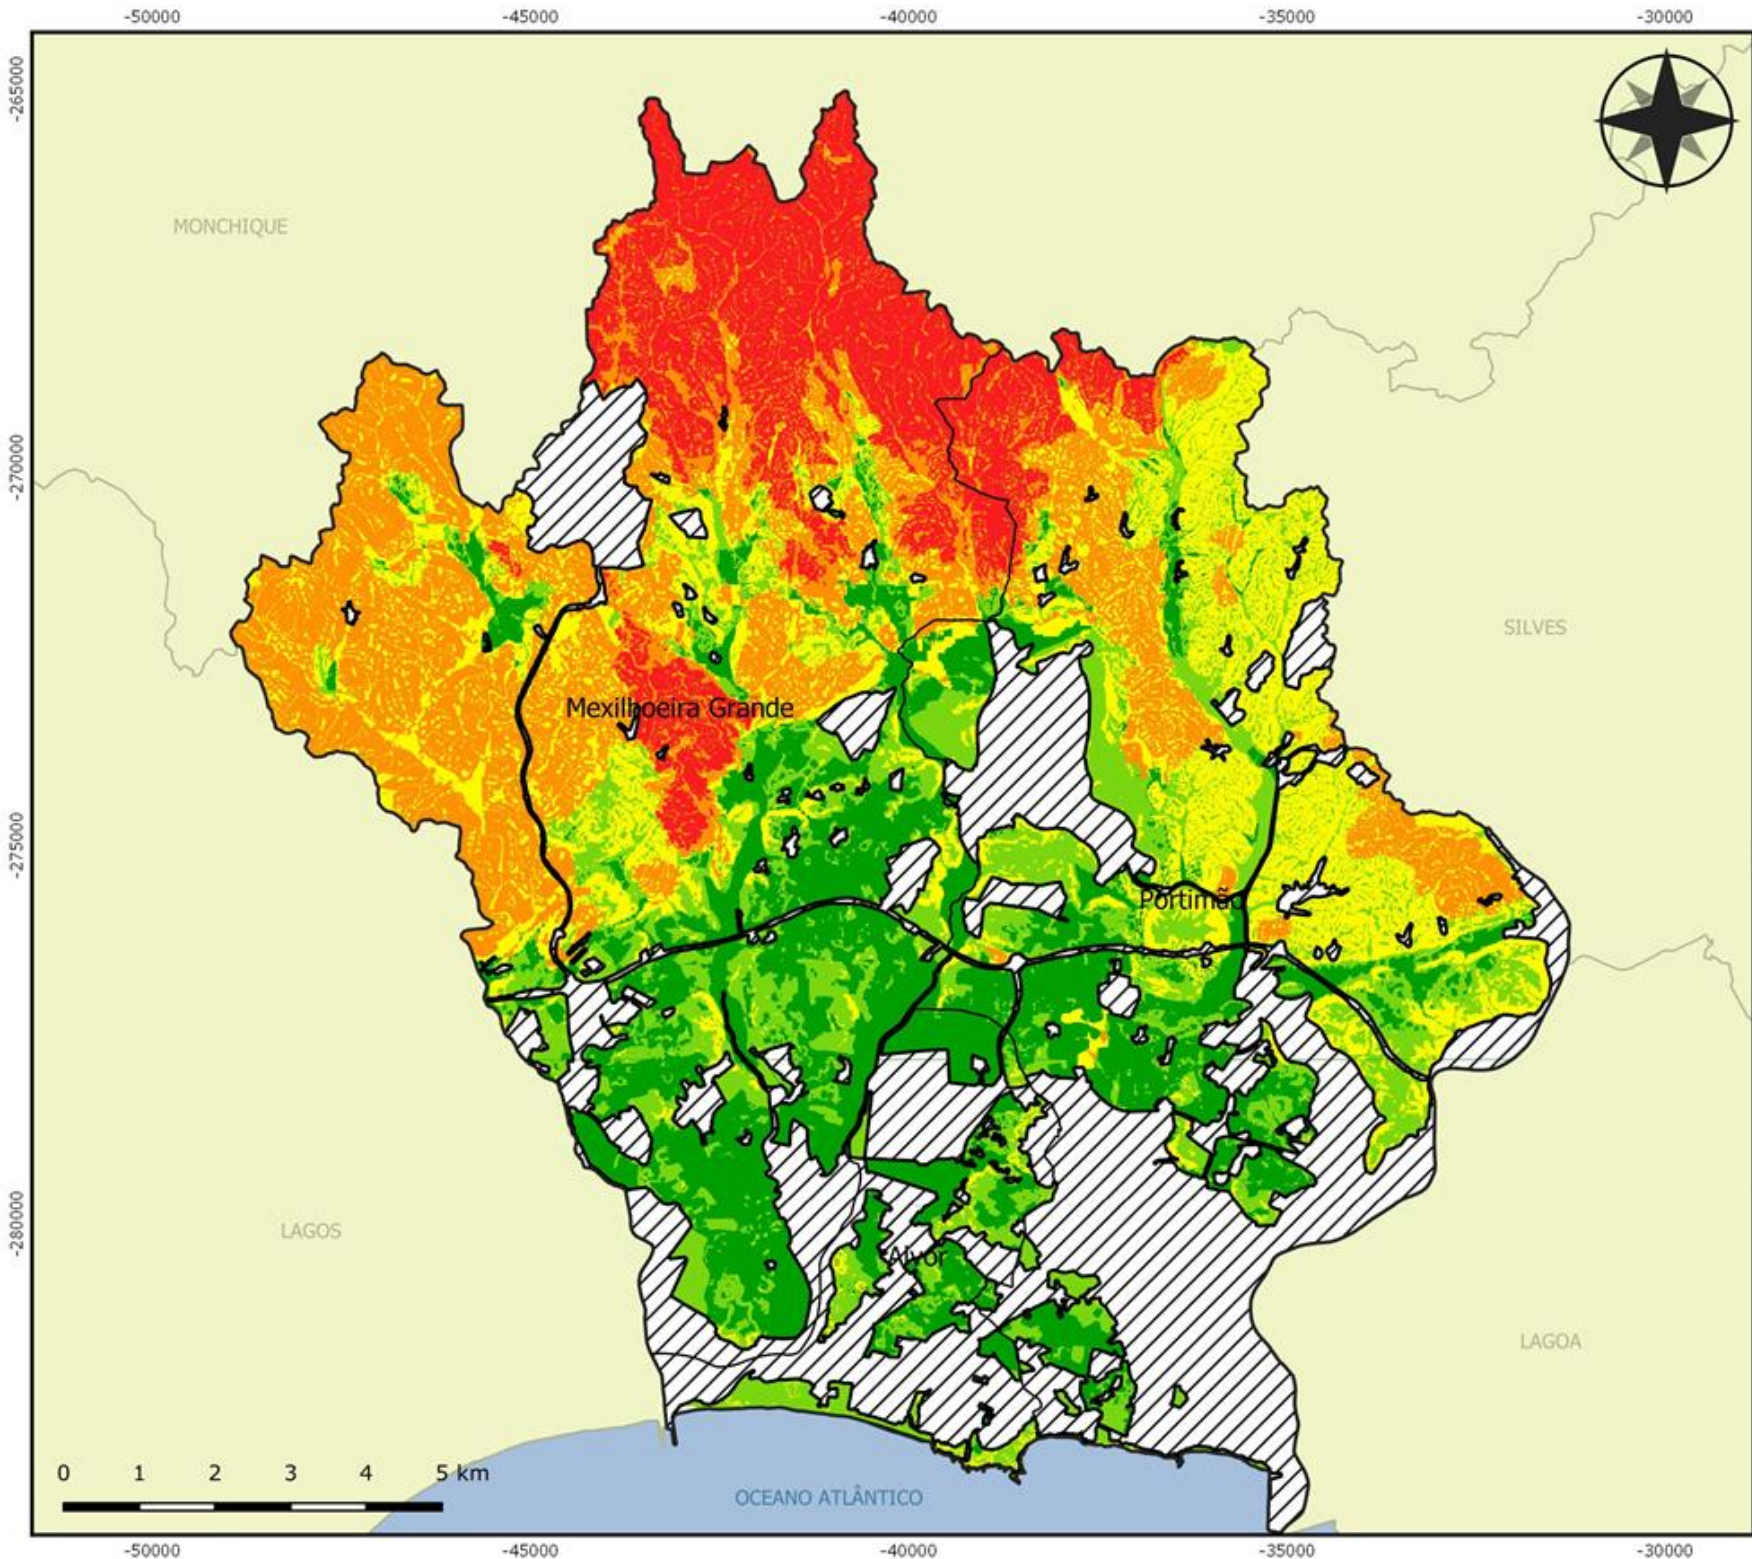 -50000 -45000 -40000 -35000 -30000
-265000
MONCHIQUE
-270000
SILVES
Mexilhoeira Grande
-275000
Portimão
-280000
LAGOS
Alvor
LAGOA
0 1 2 3 4 5 km
OCEANO ATLÂNTICO
-50000 -45000 -40000 -35000 -30000